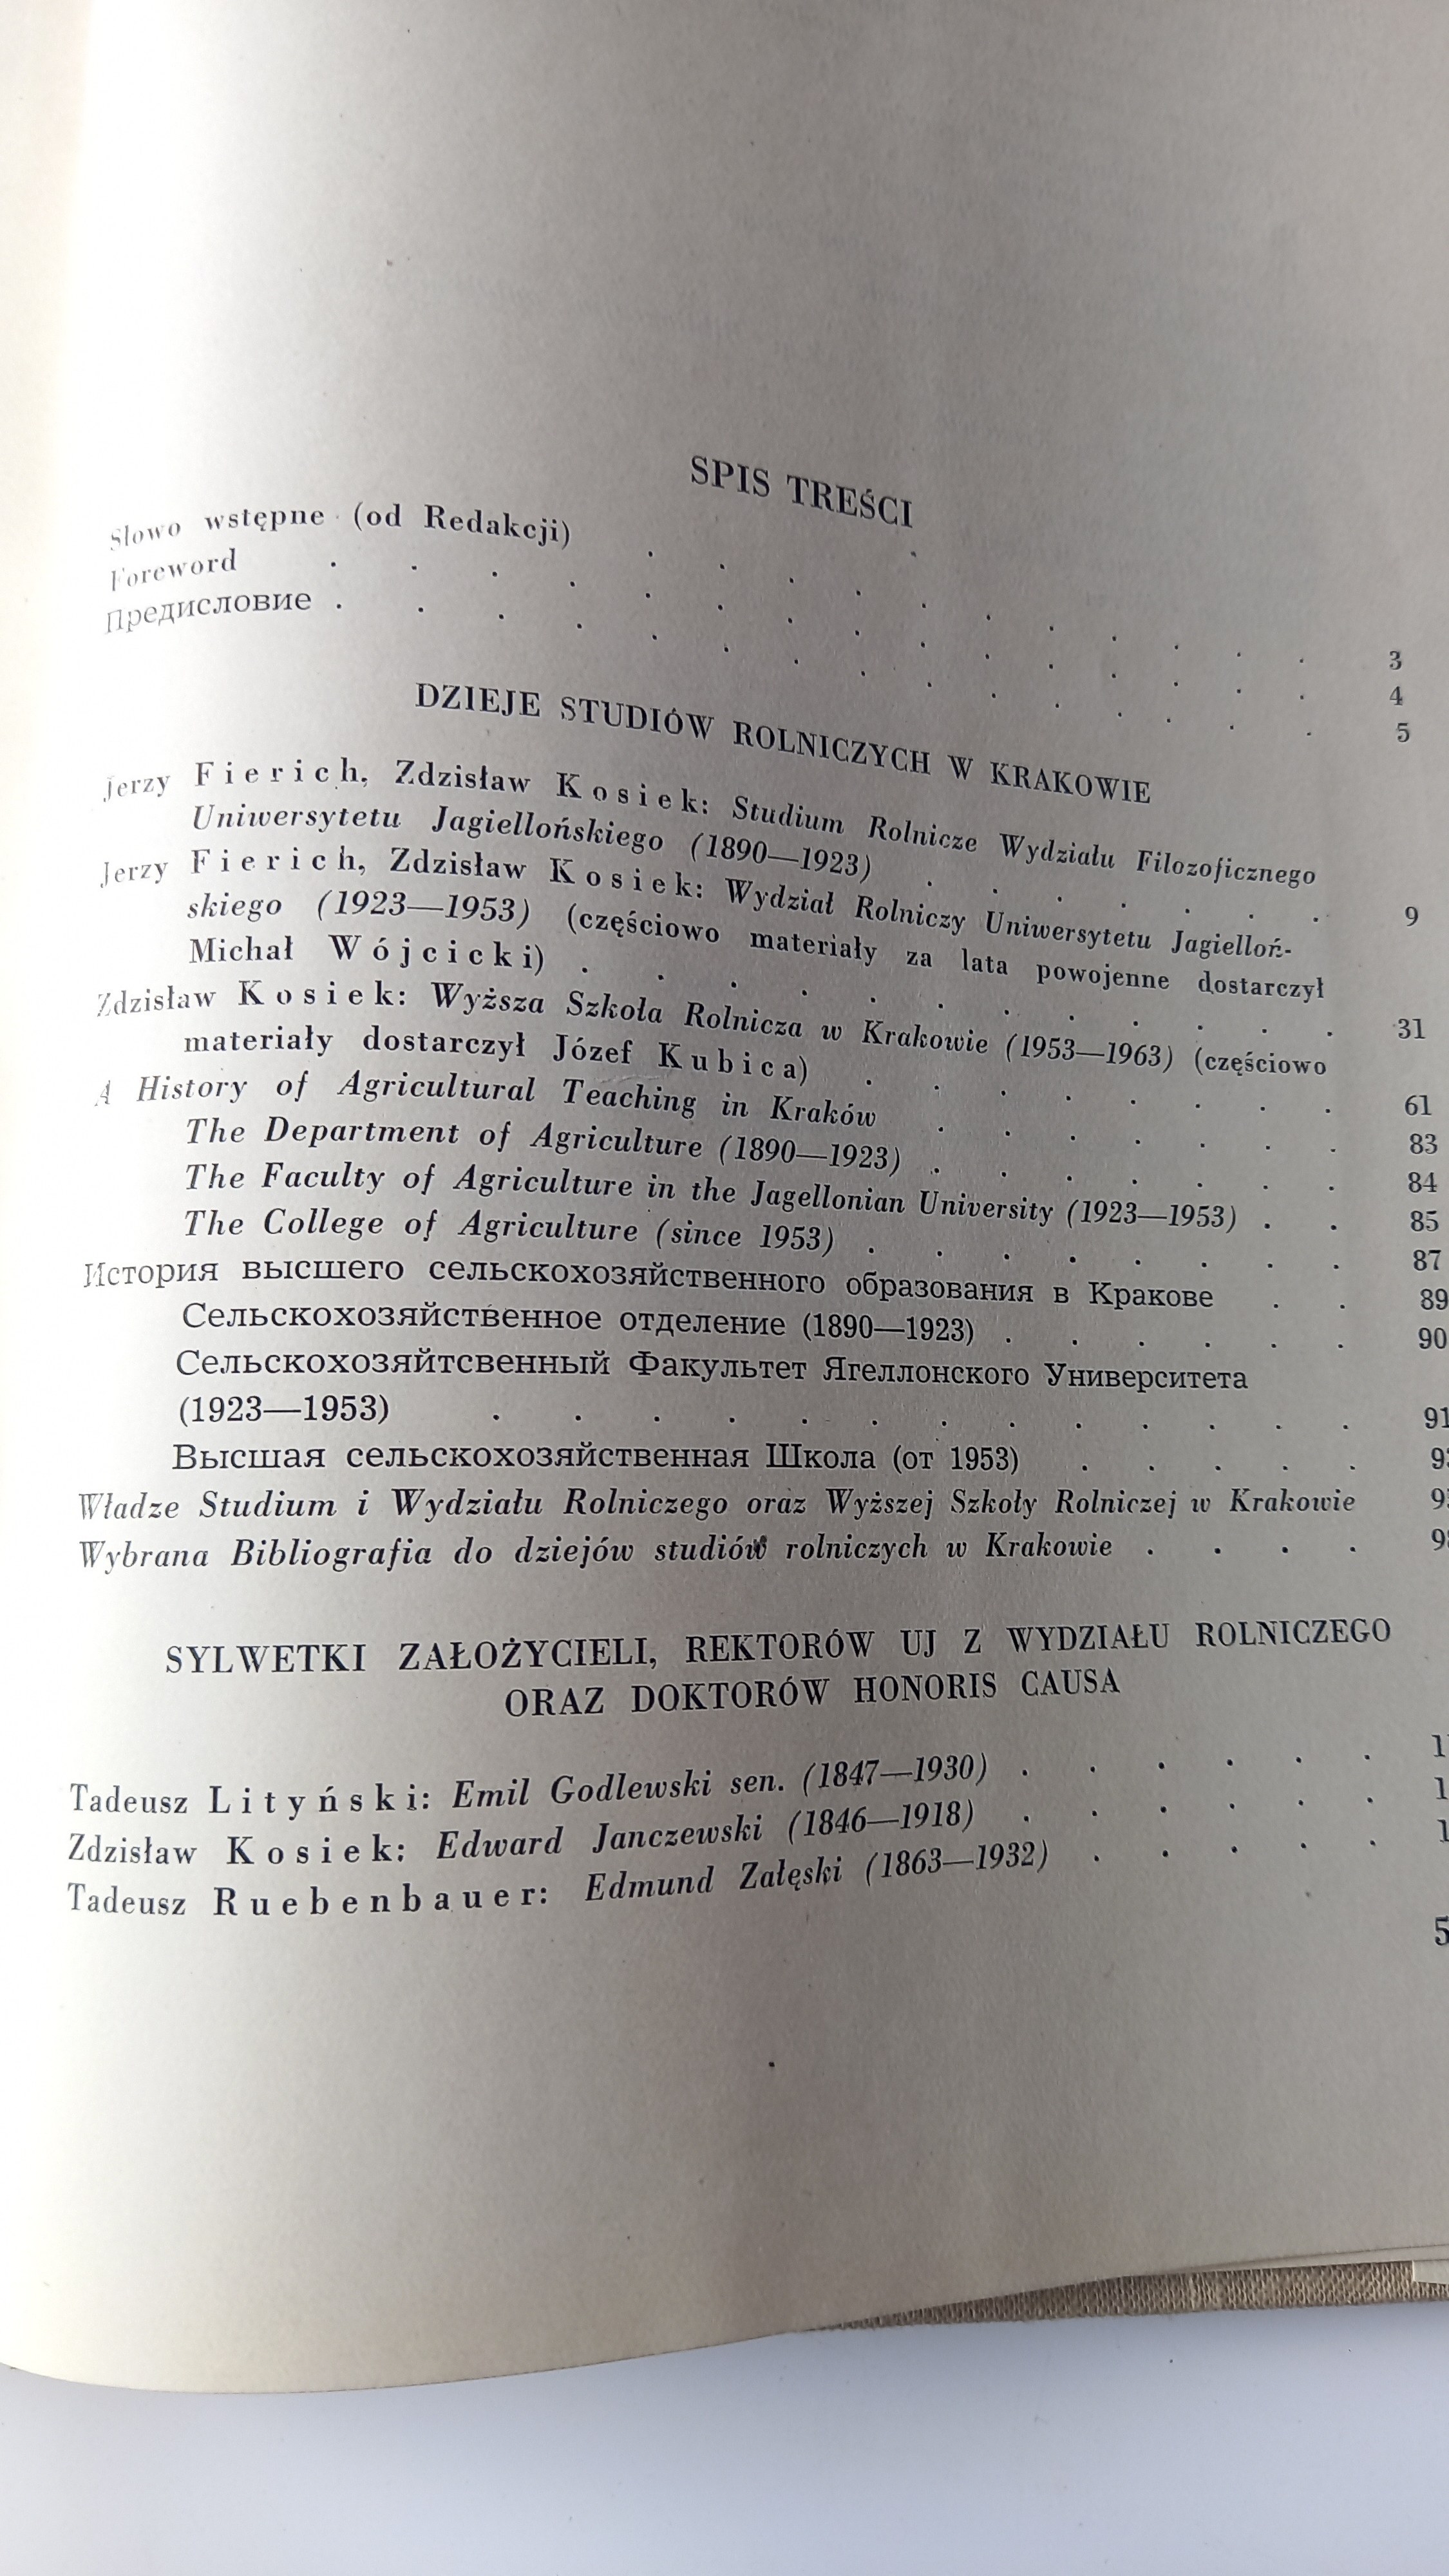 SPIS TREŚCI
Słowo wstępne (od Redakcji) . . . . . . . . . . 3
Foreword . . . . . . . . . . . . . 4
Предисловие . . . . . . . . . . . . . 5
DZIEJE STUDIÓW ROLNICZYCH W KRAKOWIE
Jerzy Fierich, Zdzisław Kosiek: Studium Rolnicze Wydziału Filozoficznego
Uniwersytetu Jagiellońskiego (1890—1923) . . . . . . . 9
Jerzy Fierich, Zdzisław Kosiek: Wydział Rolniczy Uniwersytetu Jagielloń-
skiego (1923—1953) (częściowo materiały za lata powojenne dostarczył
Michał Wójcicki) . . . . . . . . . . . 31
Zdzisław Kosiek: Wyższa Szkoła Rolnicza w Krakowie (1953—1963) (częściowo
materiały dostarczył Józef Kubica) . . . . . . . . 61
A History of Agricultural Teaching in Kraków . . . . . . . 83
The Department of Agriculture (1890—1923) . . . . . . . 84
The Faculty of Agriculture in the Jagellonian University (1923—1953) . . 85
The College of Agriculture (since 1953) . . . . . . . . 87
История высшего сельскохозяйственного образования в Кракове . . 89
Сельскохозяйственное отделение (1890—1923) . . . . . . 90
Сельскохозяйтсвенный Факультет Ягеллонского Университета
(1923—1953) . . . . . . . . . . . . 91
Высшая сельскохозяйственная Школа (от 1953) . . . . .
Władze Studium i Wydziału Rolniczego oraz Wyższej Szkoły Rolniczej w Krakowie
Wybrana Bibliografia do dziejów studiów rolniczych w Krakowie . . . .
SYLWETKI ZAŁOŻYCIELI, REKTORÓW UJ Z WYDZIAŁU ROLNICZEGO
ORAZ DOKTORÓW HONORIS CAUSA
Tadeusz Lityński: Emil Godlewski sen. (1847—1930) . . . . . .
Zdzisław Kosiek: Edward Janczewski (1846—1918) . . . . . .
Tadeusz Ruebenbauer: Edmund Załęski (1863—1932) . . . . .